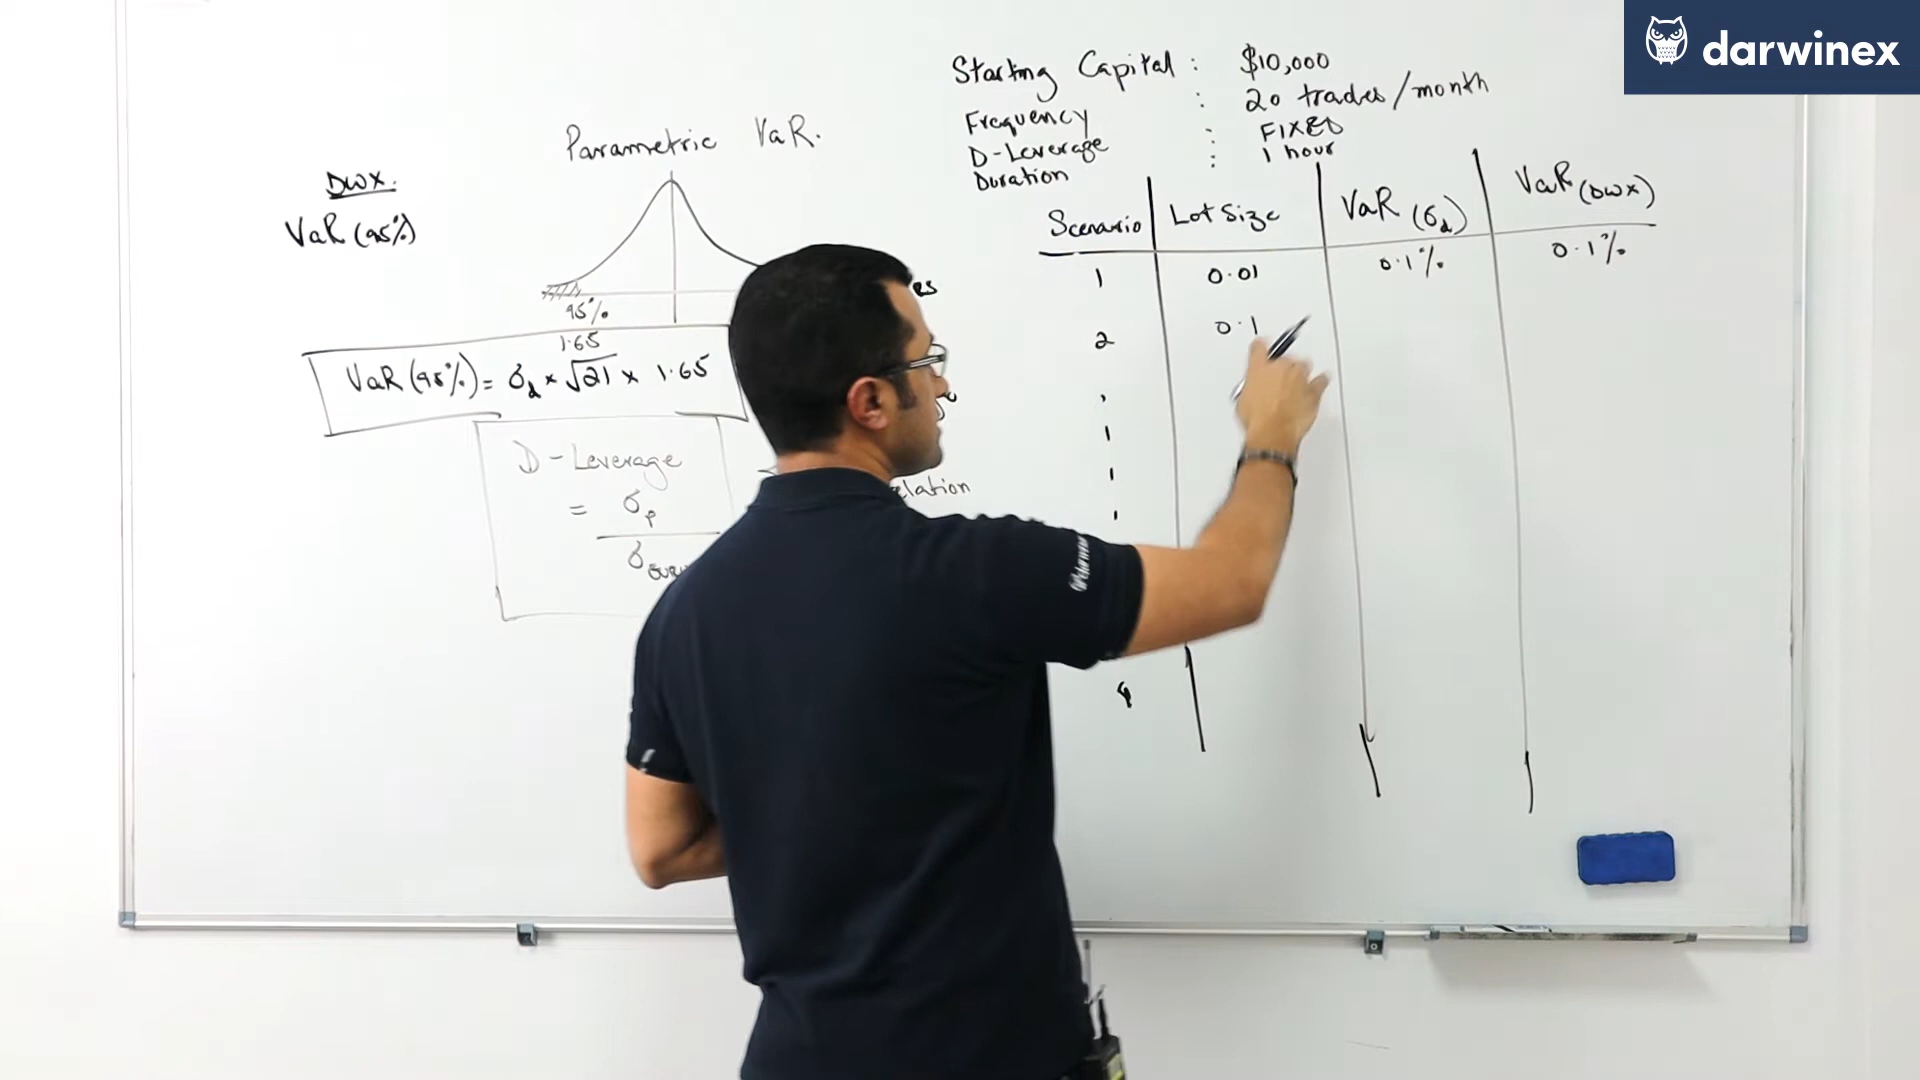 darwinex
Parametric VaR.
DWX.
VaR (95%)
95%
1.65
VaR (95%) = σd × √21 × 1.65
D-Leverage
= σp
Starting Capital : $10,000
Frequency : 20 trades/month
D-Leverage : FIXED
Duration : 1 hour
Scenario Lot Size VaR (σd) VaR (DWX)
1 0.01 0.1% 0.1%
2 0.1